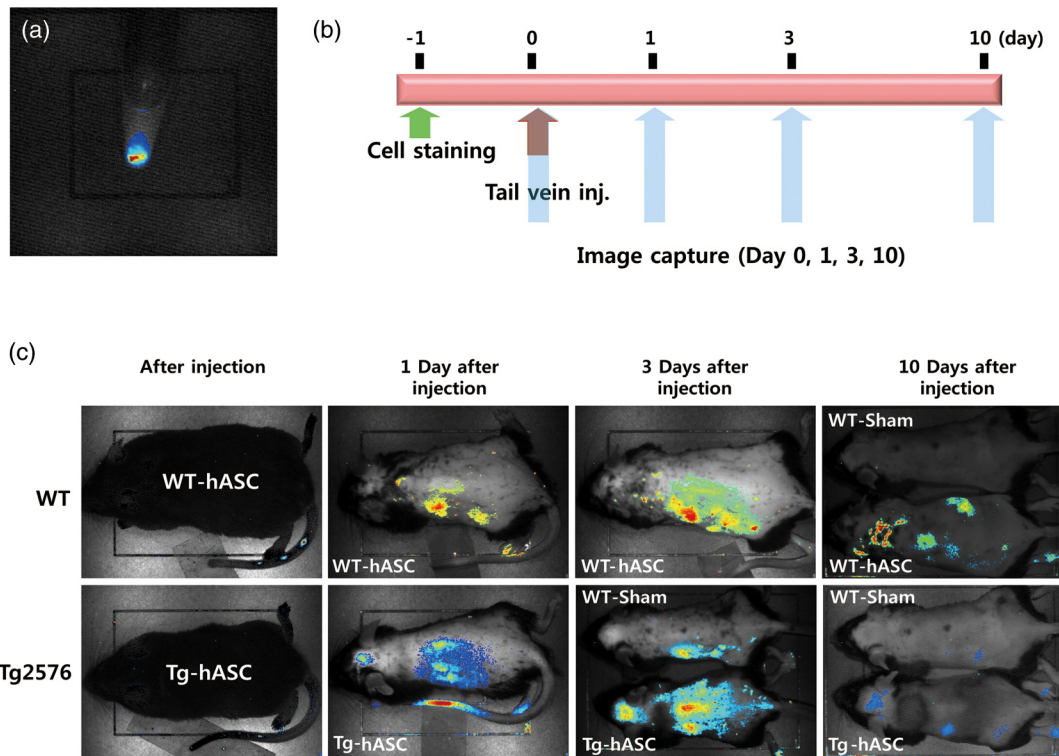 (a)
(b)
-1 0 1 3 10 (day)
Cell staining
Tail vein inj.
Image capture (Day 0, 1, 3, 10)
(c)
After injection
1 Day after
injection
3 Days after
injection
10 Days after
injection
WT
WT-hASC
WT-hASC
WT-hASC
WT-Sham
WT-hASC
Tg2576
Tg-hASC
Tg-hASC
WT-Sham
Tg-hASC
WT-Sham
Tg-hASC